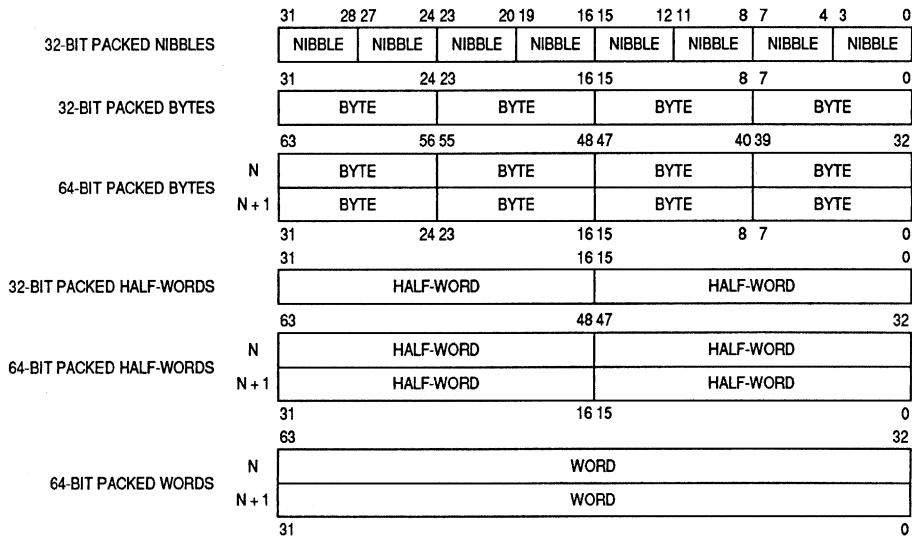 31 28 27 24 23 20 19 16 15 12 11 8 7 4 3 0
32-BIT PACKED NIBBLES NIBBLE NIBBLE NIBBLE NIBBLE NIBBLE NIBBLE NIBBLE NIBBLE
31 24 23 16 15 8 7 0
32-BIT PACKED BYTES BYTE BYTE BYTE BYTE
63 56 55 48 47 40 39 32
64-BIT PACKED BYTES
N BYTE BYTE BYTE BYTE
N + 1 BYTE BYTE BYTE BYTE
31 24 23 16 15 8 7 0
31 16 15 0
32-BIT PACKED HALF-WORDS HALF-WORD HALF-WORD
63 48 47 32
64-BIT PACKED HALF-WORDS
N HALF-WORD HALF-WORD
N + 1 HALF-WORD HALF-WORD
31 16 15 0
63 32
64-BIT PACKED WORDS
N WORD
N + 1 WORD
31 0